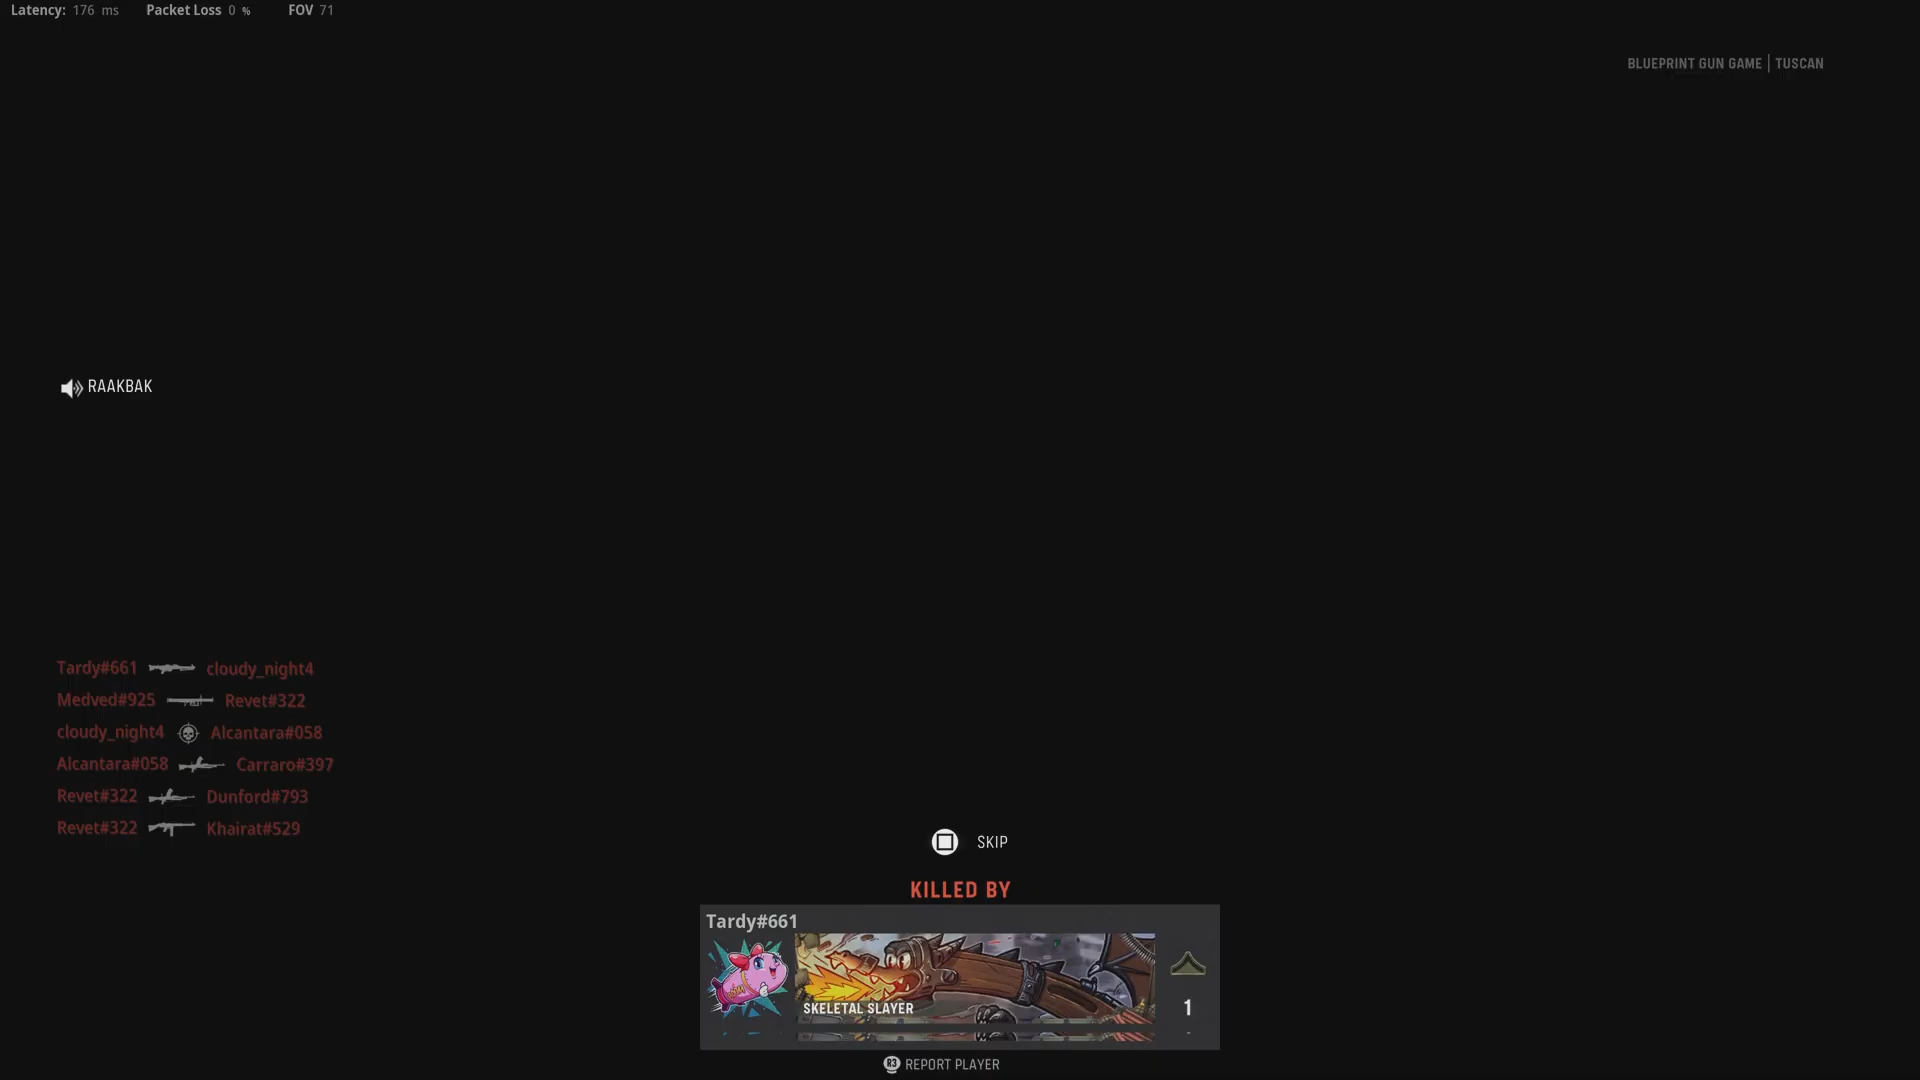 Latency: 176 ms Packet Loss 0 % FOV 71
BLUEPRINT GUN GAME | TUSCAN
RAAKBAK
Tardy#661 cloudy_night4
Medved#925 Revet#322
cloudy_night4 Alcantara#058
Alcantara#058 Carraro#397
Revet#322 Dunford#793
Revet#322 Khairat#529
SKIP
KILLED BY
Tardy#661
SKELETAL SLAYER
1
R3 REPORT PLAYER